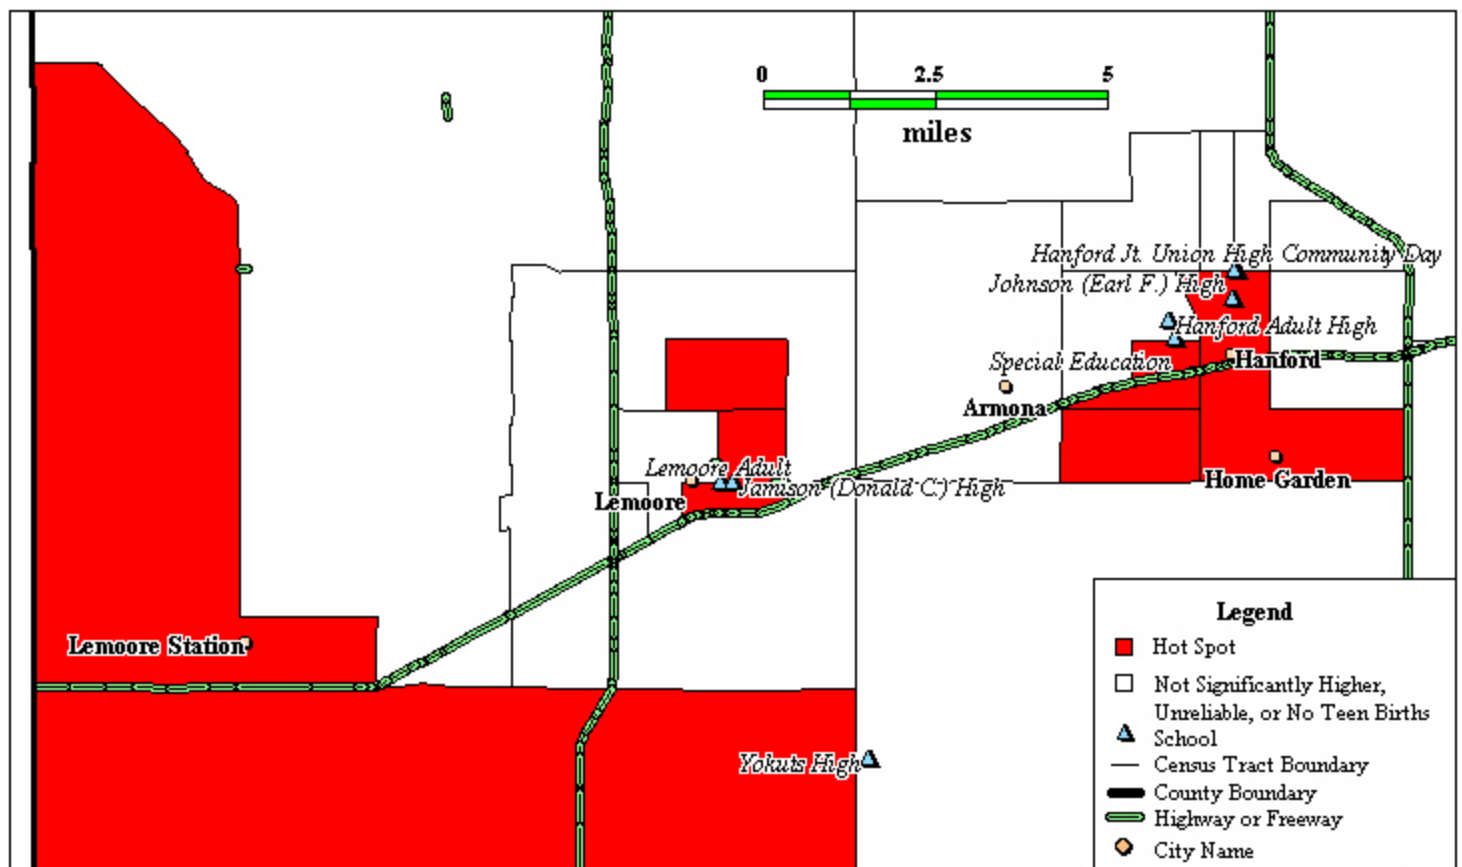 0 2.5 5
miles
Hanford Jt. Union High Community Day
Johnson (Earl F.) High
Hanford Adult High
Special Education
Hanford
Armona
Lemoore Adult
Home Garden
Jamison (Donald C.) High
Lemoore
Lemoore Station
Yokuts High
Legend
Hot Spot
Not Significantly Higher,
Unreliable, or No Teen Births
School
Census Tract Boundary
County Boundary
Highway or Freeway
City Name